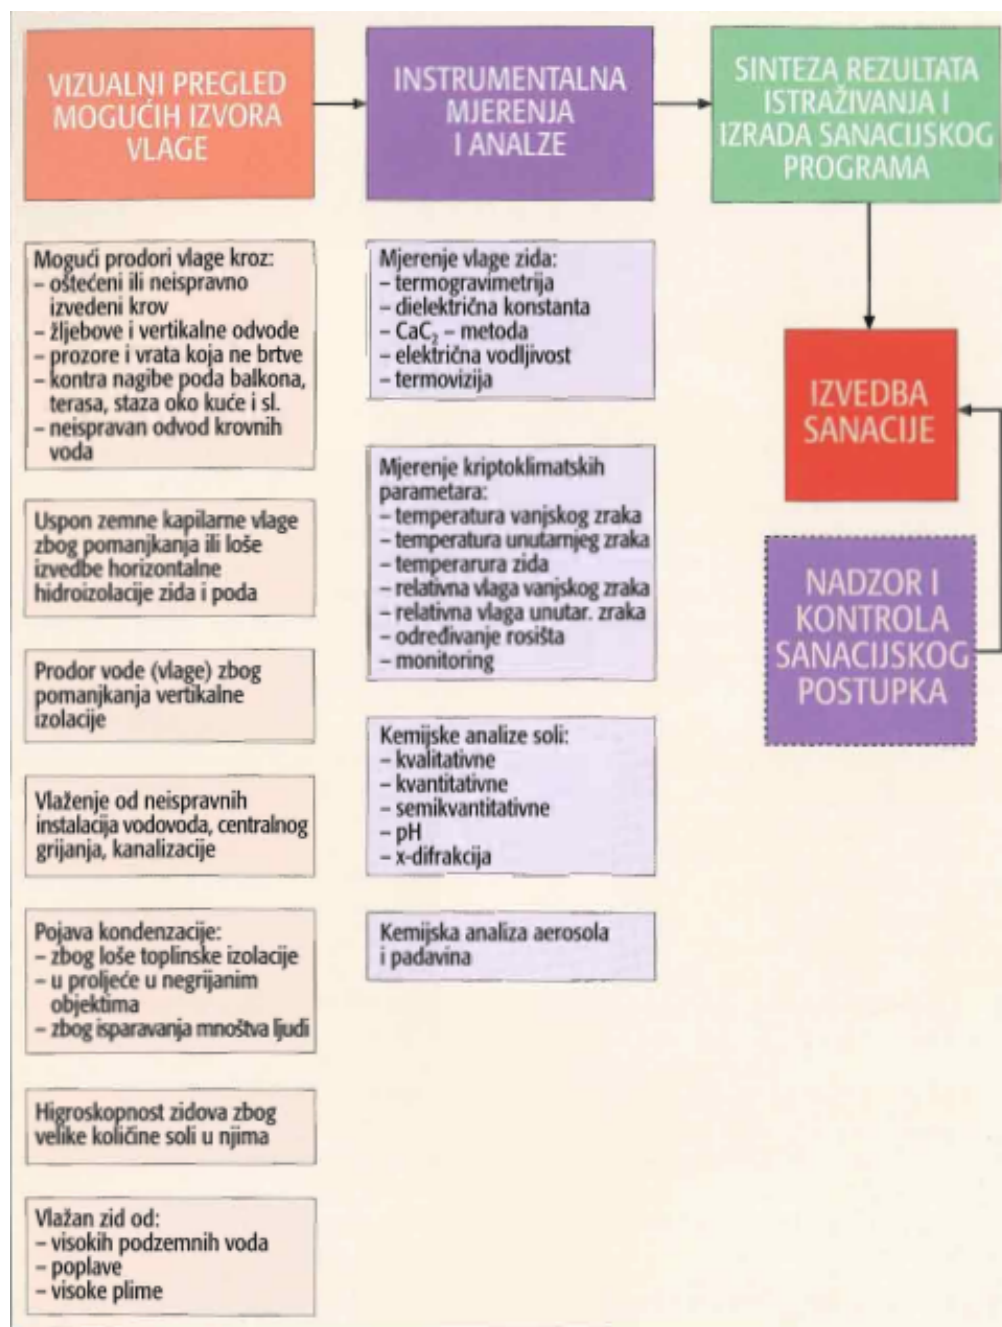 VIZUALNI PREGLED
MOGUĆIH IZVORA
VLAGE
INSTRUMENTALNA
MJERENJA
I ANALZE
SINTEZA REZULTATA
ISTRAŽIVANJA I
IZRADA SANACIJSKOG
PROGRAMA
Mogući prodori vlage kroz:
– oštećeni ili neispravno
izvedeni krov
– žljebove i vertikalne odvode
– prozore i vrata koja ne brtve
– kontra nagibe poda balkona,
terasa, staza oko kuće i sl.
– neispravan odvod krovnih
voda
Uspon zemne kapilarne vlage
zbog pomanjkanja ili loše
izvedbe horizontalne
hidroizolacije zida i poda
Prodor vode (vlage) zbog
pomanjkanja vertikalne
izolacije
Vlaženje od neispravnih
instalacija vodovoda, centralnog
grijanja, kanalizacije
Pojava kondenzacije:
– zbog loše toplinske izolacije
– u proljeće u negrijanim
objektima
– zbog isparavanja mnoštva ljudi
Higroskopnost zidova zbog
velike količine soli u njima
Vlažan zid od:
– visokih podzemnih voda
– poplave
– visoke plime
Mjerenje vlage zida:
– termogravimetrija
– dielektrična konstanta
– CaC₂ – metoda
– električna vodljivost
– termovizija
Mjerenje kriptoklimatskih
parametara:
– temperatura vanjskog zraka
– temperatura unutarnjeg zraka
– temperarura zida
– relativna vlaga vanjskog zraka
– relativna vlaga unutar. zraka
– određivanje rosišta
– monitoring
Kemijske analize soli:
– kvalitativne
– kvantitativne
– semikvantitativne
– pH
– x-difrakcija
Kemijska analiza aerosola
i padavina
IZVEDBA
SANACIJE
NADZOR I
KONTROLA
SANACIJSKOG
POSTUPKA